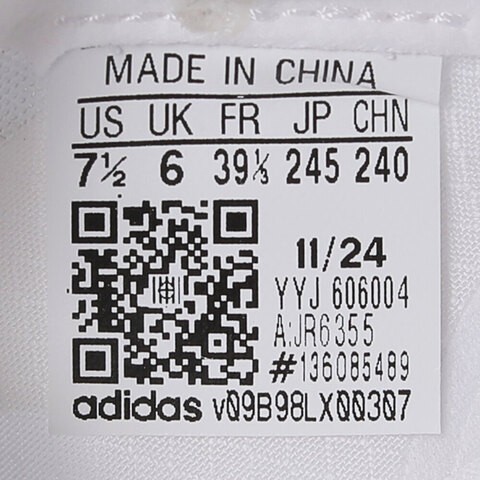 MADE IN CHINA
US UK FR JP CHN
7½ 6 39⅓ 245 240
11/24
YYJ 606004
A:JR6355
#136085489
adidas v09B98LX00307